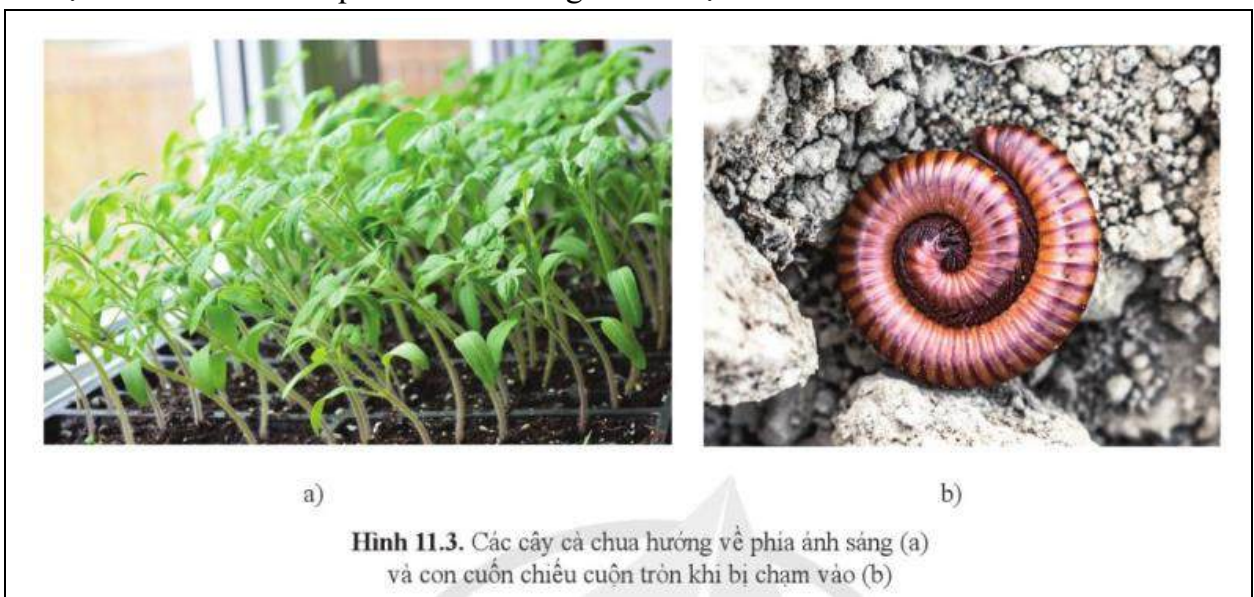 a)
b)
Hình 11.3. Các cây cà chua hướng về phía ánh sáng (a)
và con cuốn chiếu cuộn tròn khi bị chạm vào (b)